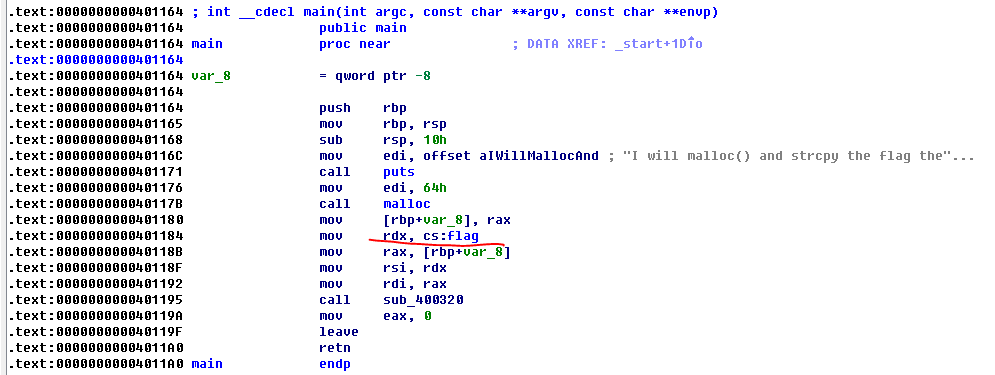 .text:0000000000401164 ; int __cdecl main(int argc, const char **argv, const char **envp)
.text:0000000000401164 public main
.text:0000000000401164 main proc near ; DATA XREF: _start+1D↑o
.text:0000000000401164
.text:0000000000401164 var_8 = qword ptr -8
.text:0000000000401164
.text:0000000000401164 push rbp
.text:0000000000401165 mov rbp, rsp
.text:0000000000401168 sub rsp, 10h
.text:000000000040116C mov edi, offset aIWillMallocAnd ; "I will malloc() and strcpy the flag the"...
.text:0000000000401171 call puts
.text:0000000000401176 mov edi, 64h
.text:000000000040117B call malloc
.text:0000000000401180 mov [rbp+var_8], rax
.text:0000000000401184 mov rdx, cs:flag
.text:000000000040118B mov rax, [rbp+var_8]
.text:000000000040118F mov rsi, rdx
.text:0000000000401192 mov rdi, rax
.text:0000000000401195 call sub_400320
.text:000000000040119A mov eax, 0
.text:000000000040119F leave
.text:00000000004011A0 retn
.text:00000000004011A0 main endp